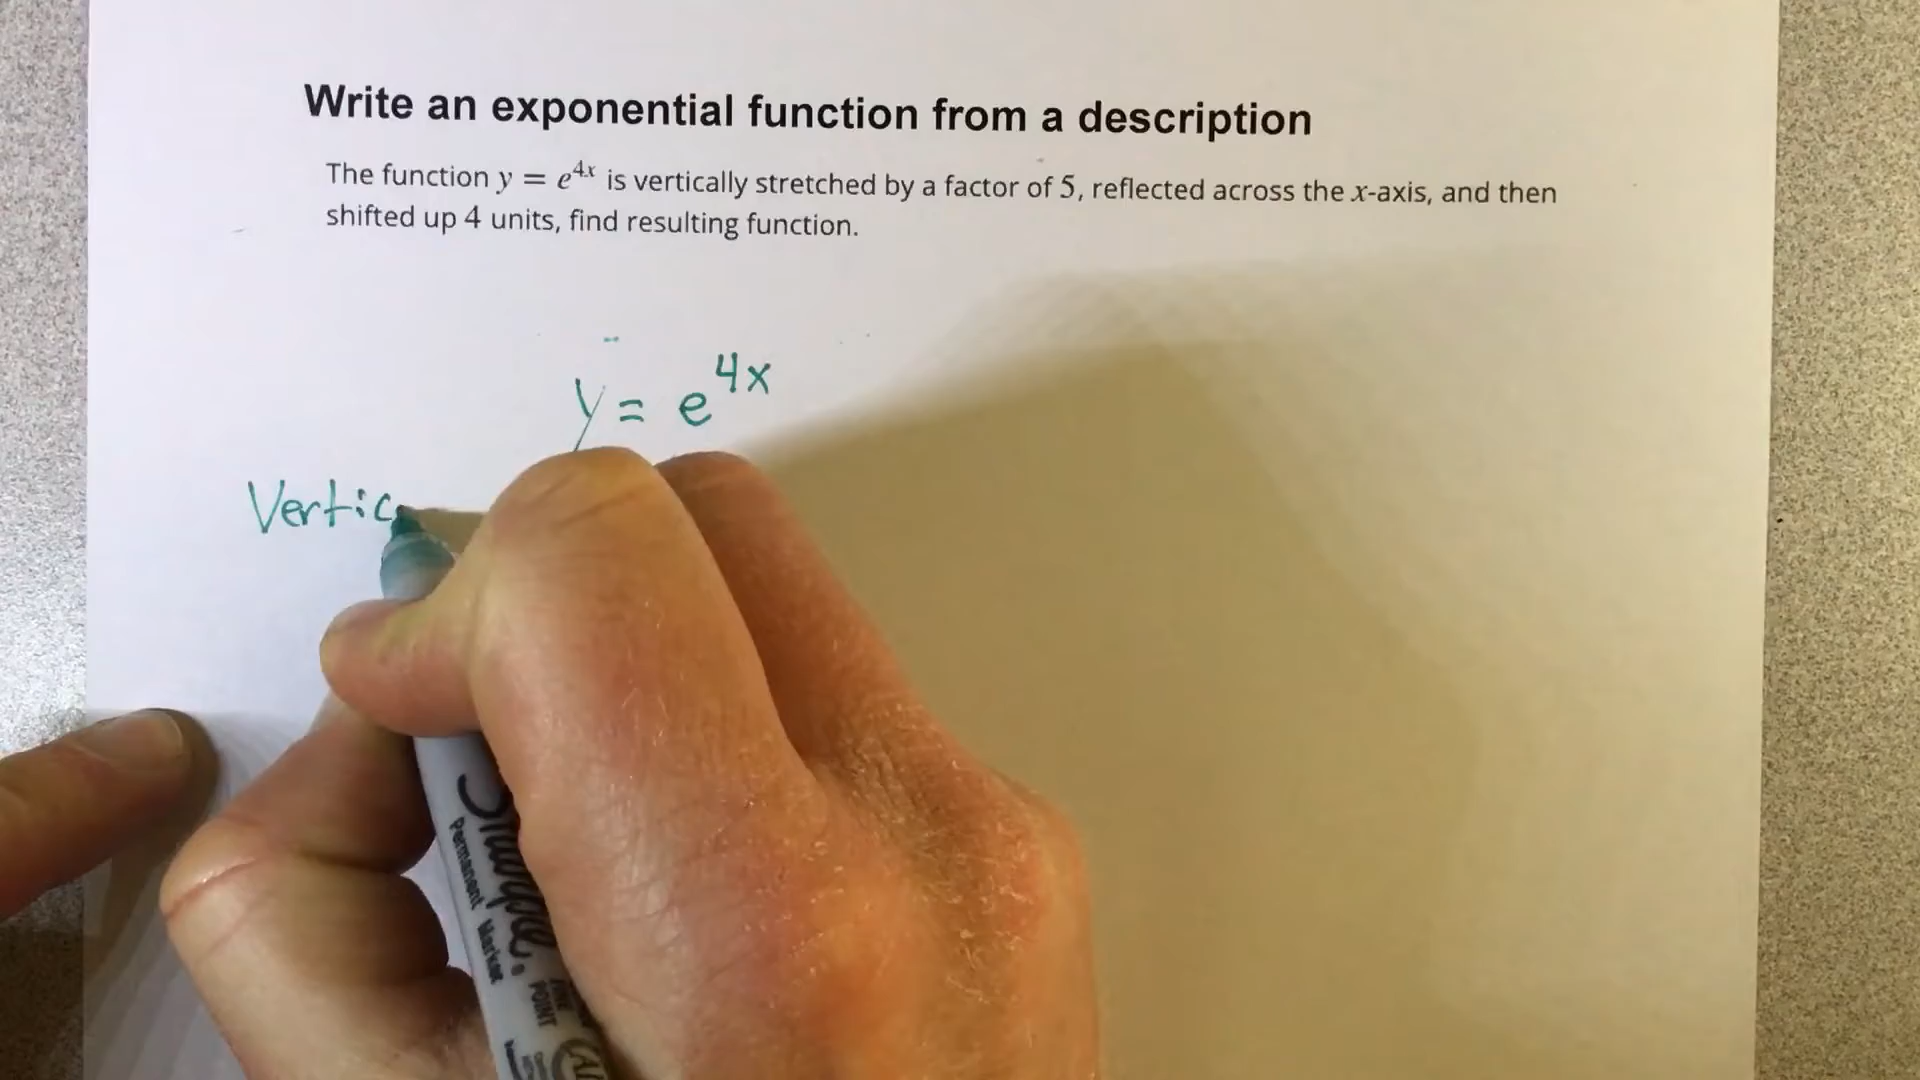 Write an exponential function from a description
The function y = e^{4x} is vertically stretched by a factor of 5, reflected across the x-axis, and then
shifted up 4 units, find resulting function.
y = e^{4x}
Vertic
Sharpie.
FINE
POINT
Permanent Marker